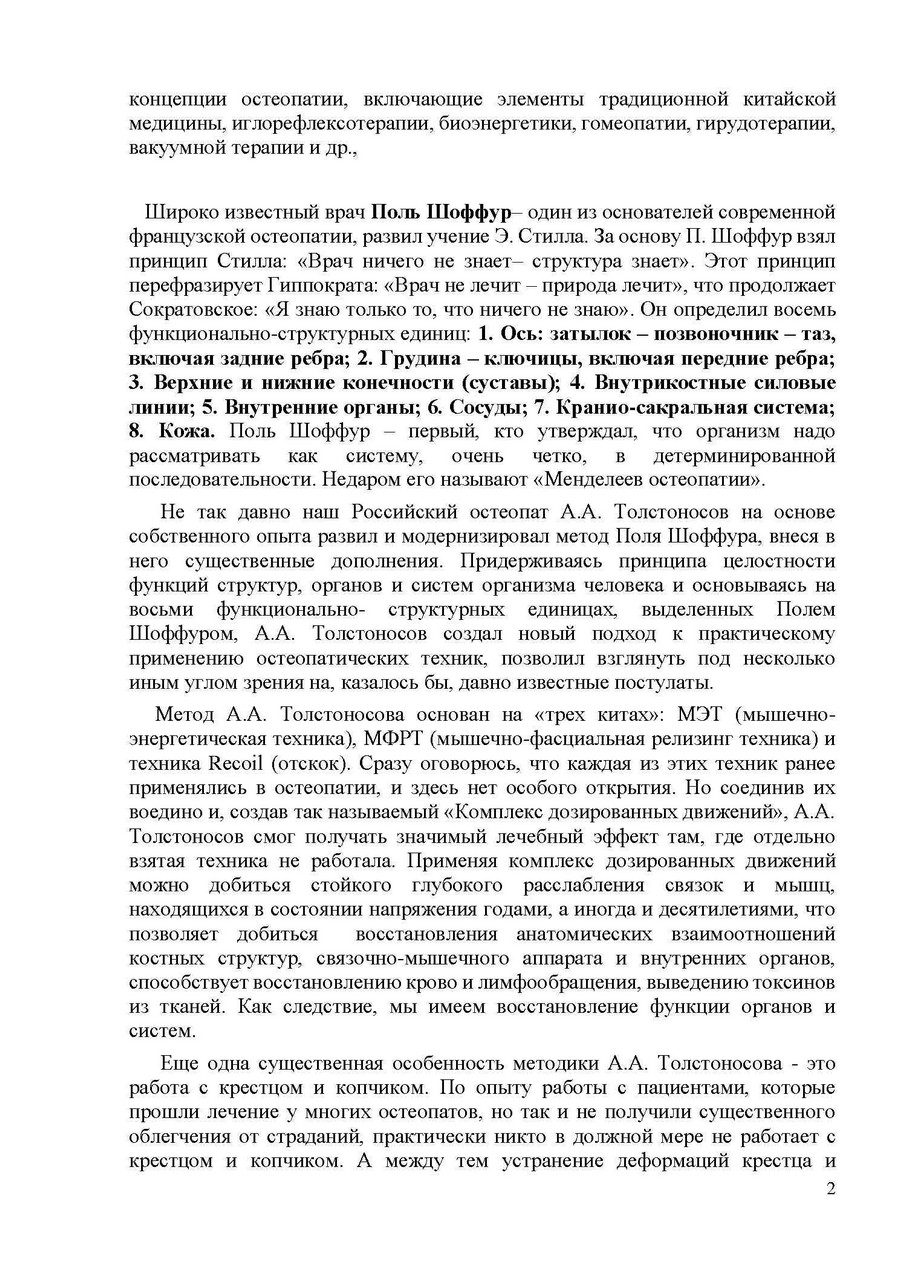 концепции остеопатии, включающие элементы традиционной китайской
медицины, иглорефлексотерапии, биоэнергетики, гомеопатии, гирудотерапии,
вакуумной терапии и др.,
Широко известный врач Поль Шоффур– один из основателей современной
французской остеопатии, развил учение Э. Стилла. За основу П. Шоффур взял
принцип Стилла: «Врач ничего не знает– структура знает». Этот принцип
перефразирует Гиппократа: «Врач не лечит – природа лечит», что продолжает
Сократовское: «Я знаю только то, что ничего не знаю». Он определил восемь
функционально-структурных единиц: 1. Ось: затылок – позвоночник – таз,
включая задние ребра; 2. Грудина – ключицы, включая передние ребра;
3. Верхние и нижние конечности (суставы); 4. Внутрикостные силовые
линии; 5. Внутренние органы; 6. Сосуды; 7. Кранио-сакральная система;
8. Кожа. Поль Шоффур – первый, кто утверждал, что организм надо
рассматривать как систему, очень четко, в детерминированной
последовательности. Недаром его называют «Менделеев остеопатии».
Не так давно наш Российский остеопат А.А. Толстоносов на основе
собственного опыта развил и модернизировал метод Поля Шоффура, внеся в
него существенные дополнения. Придерживаясь принципа целостности
функций структур, органов и систем организма человека и основываясь на
восьми функционально- структурных единицах, выделенных Полем
Шоффуром, А.А. Толстоносов создал новый подход к практическому
применению остеопатических техник, позволил взглянуть под несколько
иным углом зрения на, казалось бы, давно известные постулаты.
Метод А.А. Толстоносова основан на «трех китах»: МЭТ (мышечно-
энергетическая техника), МФРТ (мышечно-фасциальная релизинг техника) и
техника Recoil (отскок). Сразу оговорюсь, что каждая из этих техник ранее
применялись в остеопатии, и здесь нет особого открытия. Но соединив их
воедино и, создав так называемый «Комплекс дозированных движений», А.А.
Толстоносов смог получать значимый лечебный эффект там, где отдельно
взятая техника не работала. Применяя комплекс дозированных движений
можно добиться стойкого глубокого расслабления связок и мышц,
находящихся в состоянии напряжения годами, а иногда и десятилетиями, что
позволяет добиться восстановления анатомических взаимоотношений
костных структур, связочно-мышечного аппарата и внутренних органов,
способствует восстановлению крово и лимфообращения, выведению токсинов
из тканей. Как следствие, мы имеем восстановление функции органов и
систем.
Еще одна существенная особенность методики А.А. Толстоносова - это
работа с крестцом и копчиком. По опыту работы с пациентами, которые
прошли лечение у многих остеопатов, но так и не получили существенного
облегчения от страданий, практически никто в должной мере не работает с
крестцом и копчиком. А между тем устранение деформаций крестца и
2